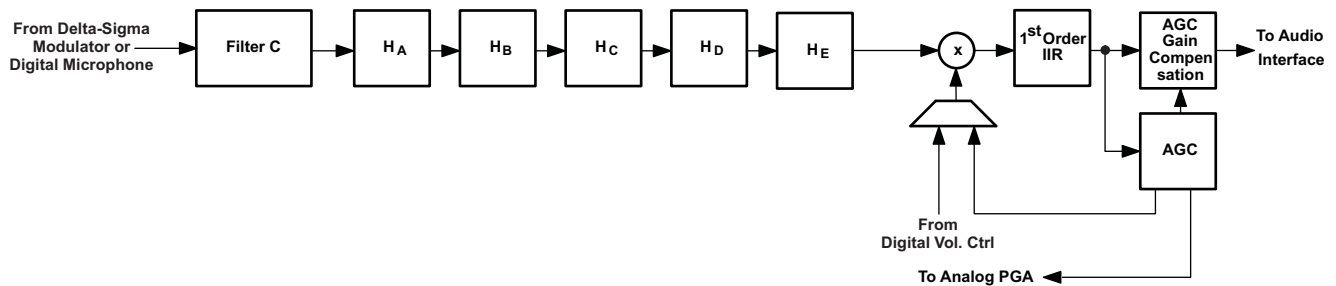 From Delta-Sigma
Modulator or
Digital Microphone
Filter C
HA
HB
HC
HD
HE
x
1st Order
IIR
AGC
Gain
Compen
sation
To Audio
Interface
AGC
From
Digital Vol. Ctrl
To Analog PGA